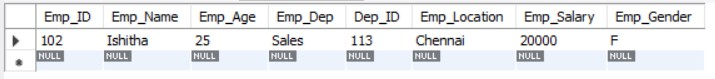 Emp_ID Emp_Name Emp_Age Emp_Dep Dep_ID Emp_Location Emp_Salary Emp_Gender
102 Ishitha 25 Sales 113 Chennai 20000 F
NULL NULL NULL NULL NULL NULL NULL NULL